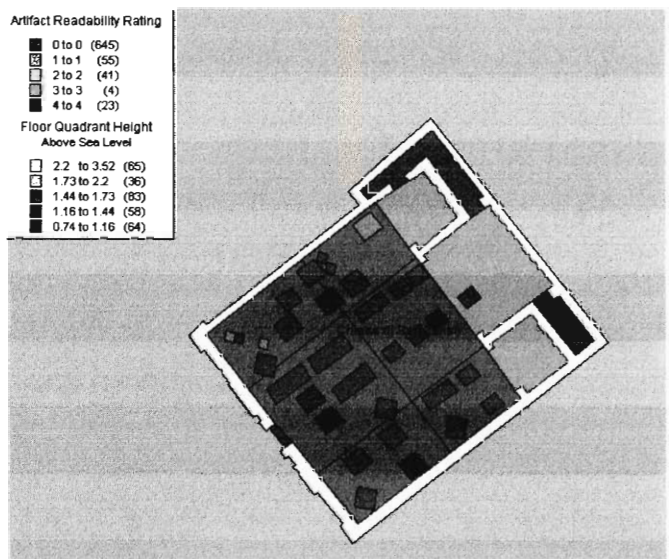 Artifact Readability Rating
0 to 0 (645)
1 to 1 (55)
2 to 2 (41)
3 to 3 (4)
4 to 4 (23)
Floor Quadrant Height
Above Sea Level
2.2 to 3.52 (65)
1.73 to 2.2 (36)
1.44 to 1.73 (83)
1.16 to 1.44 (58)
0.74 to 1.16 (64)